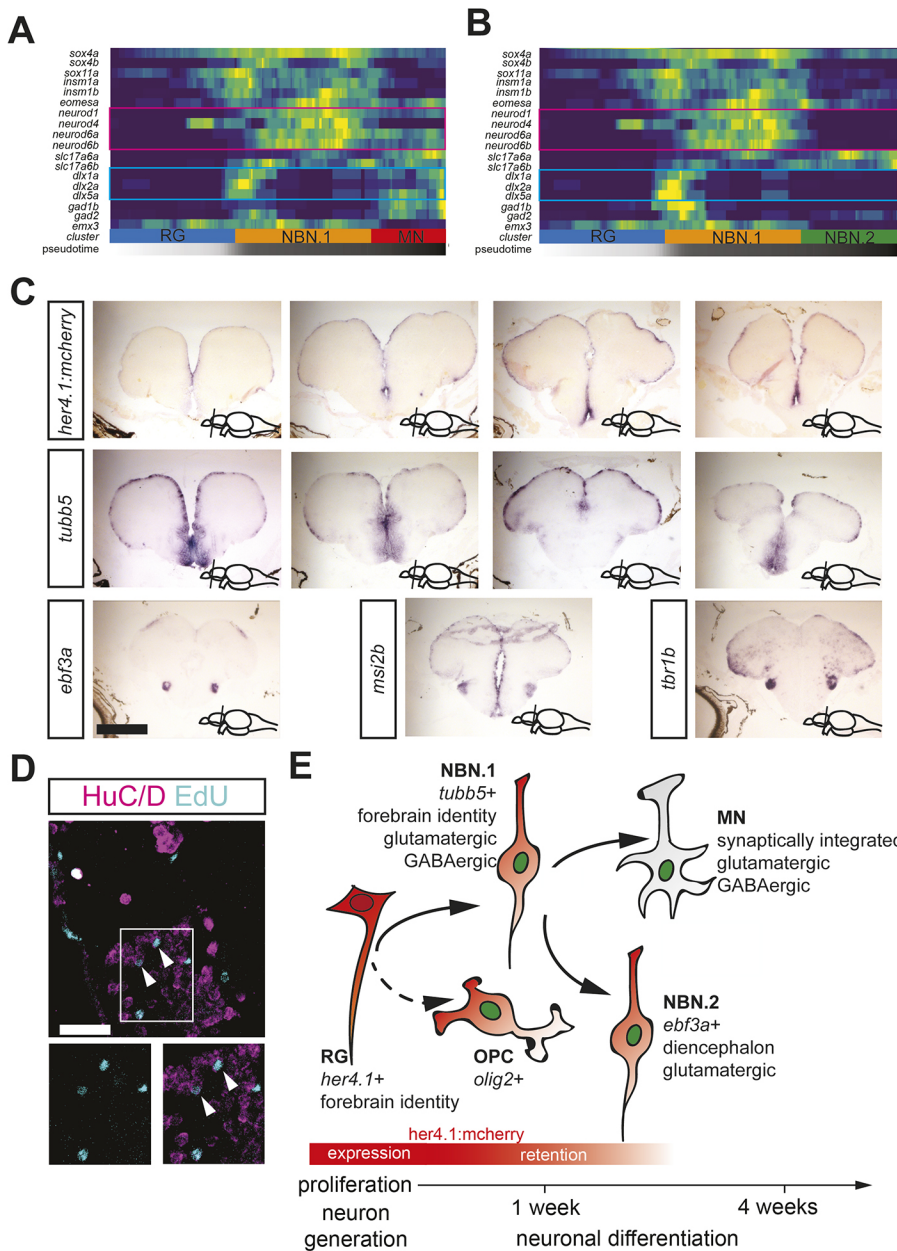 A
sox4a
sox4b
sox11a
insm1a
insm1b
eomesa
neurod1
neurod4
neurod6a
neurod6b
slc17a6a
slc17a6b
dlx1a
dlx2a
dlx5a
gad1b
gad2
emx3
cluster RG NBN.1 MN
pseudotime
B
sox4a
sox4b
sox11a
insm1a
insm1b
eomesa
neurod1
neurod4
neurod6a
neurod6b
slc17a6a
slc17a6b
dlx1a
dlx2a
dlx5a
gad1b
gad2
emx3
cluster RG NBN.1 NBN.2
pseudotime
C
her4.1:mcherry
tubb5
ebf3a
msi2b
tbr1b
D
HuC/D EdU
E
NBN.1
tubb5+
forebrain identity
glutamatergic
GABAergic
MN
synaptically integrated
glutamatergic
GABAergic
RG
her4.1+
forebrain identity
OPC
olig2+
NBN.2
ebf3a+
diencephalon
glutamatergic
her4.1:mcherry
expression retention
proliferation
neuron
generation
1 week 4 weeks
neuronal differentiation